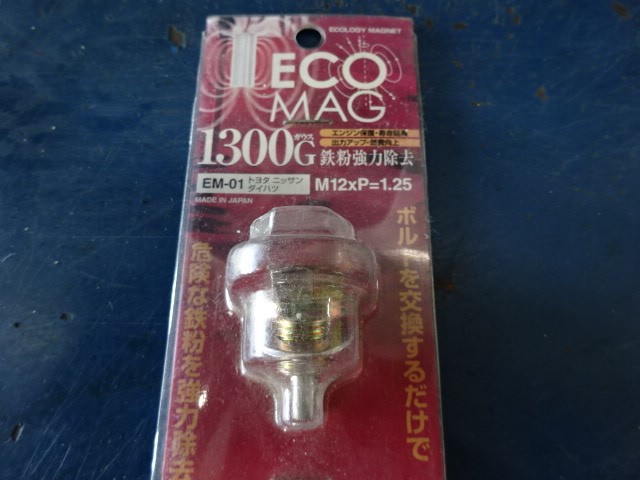 ECOLOGY MAGNET
ECO
MAG
1300G
ガウス
エンジン保護・寿命延長
出力アップ・燃費向上
鉄粉強力除去
EM-01
トヨタ ニッサン
ダイハツ
M12xP=1.25
MADE IN JAPAN
ボルトを交換するだけで
危険な鉄粉を強力除去